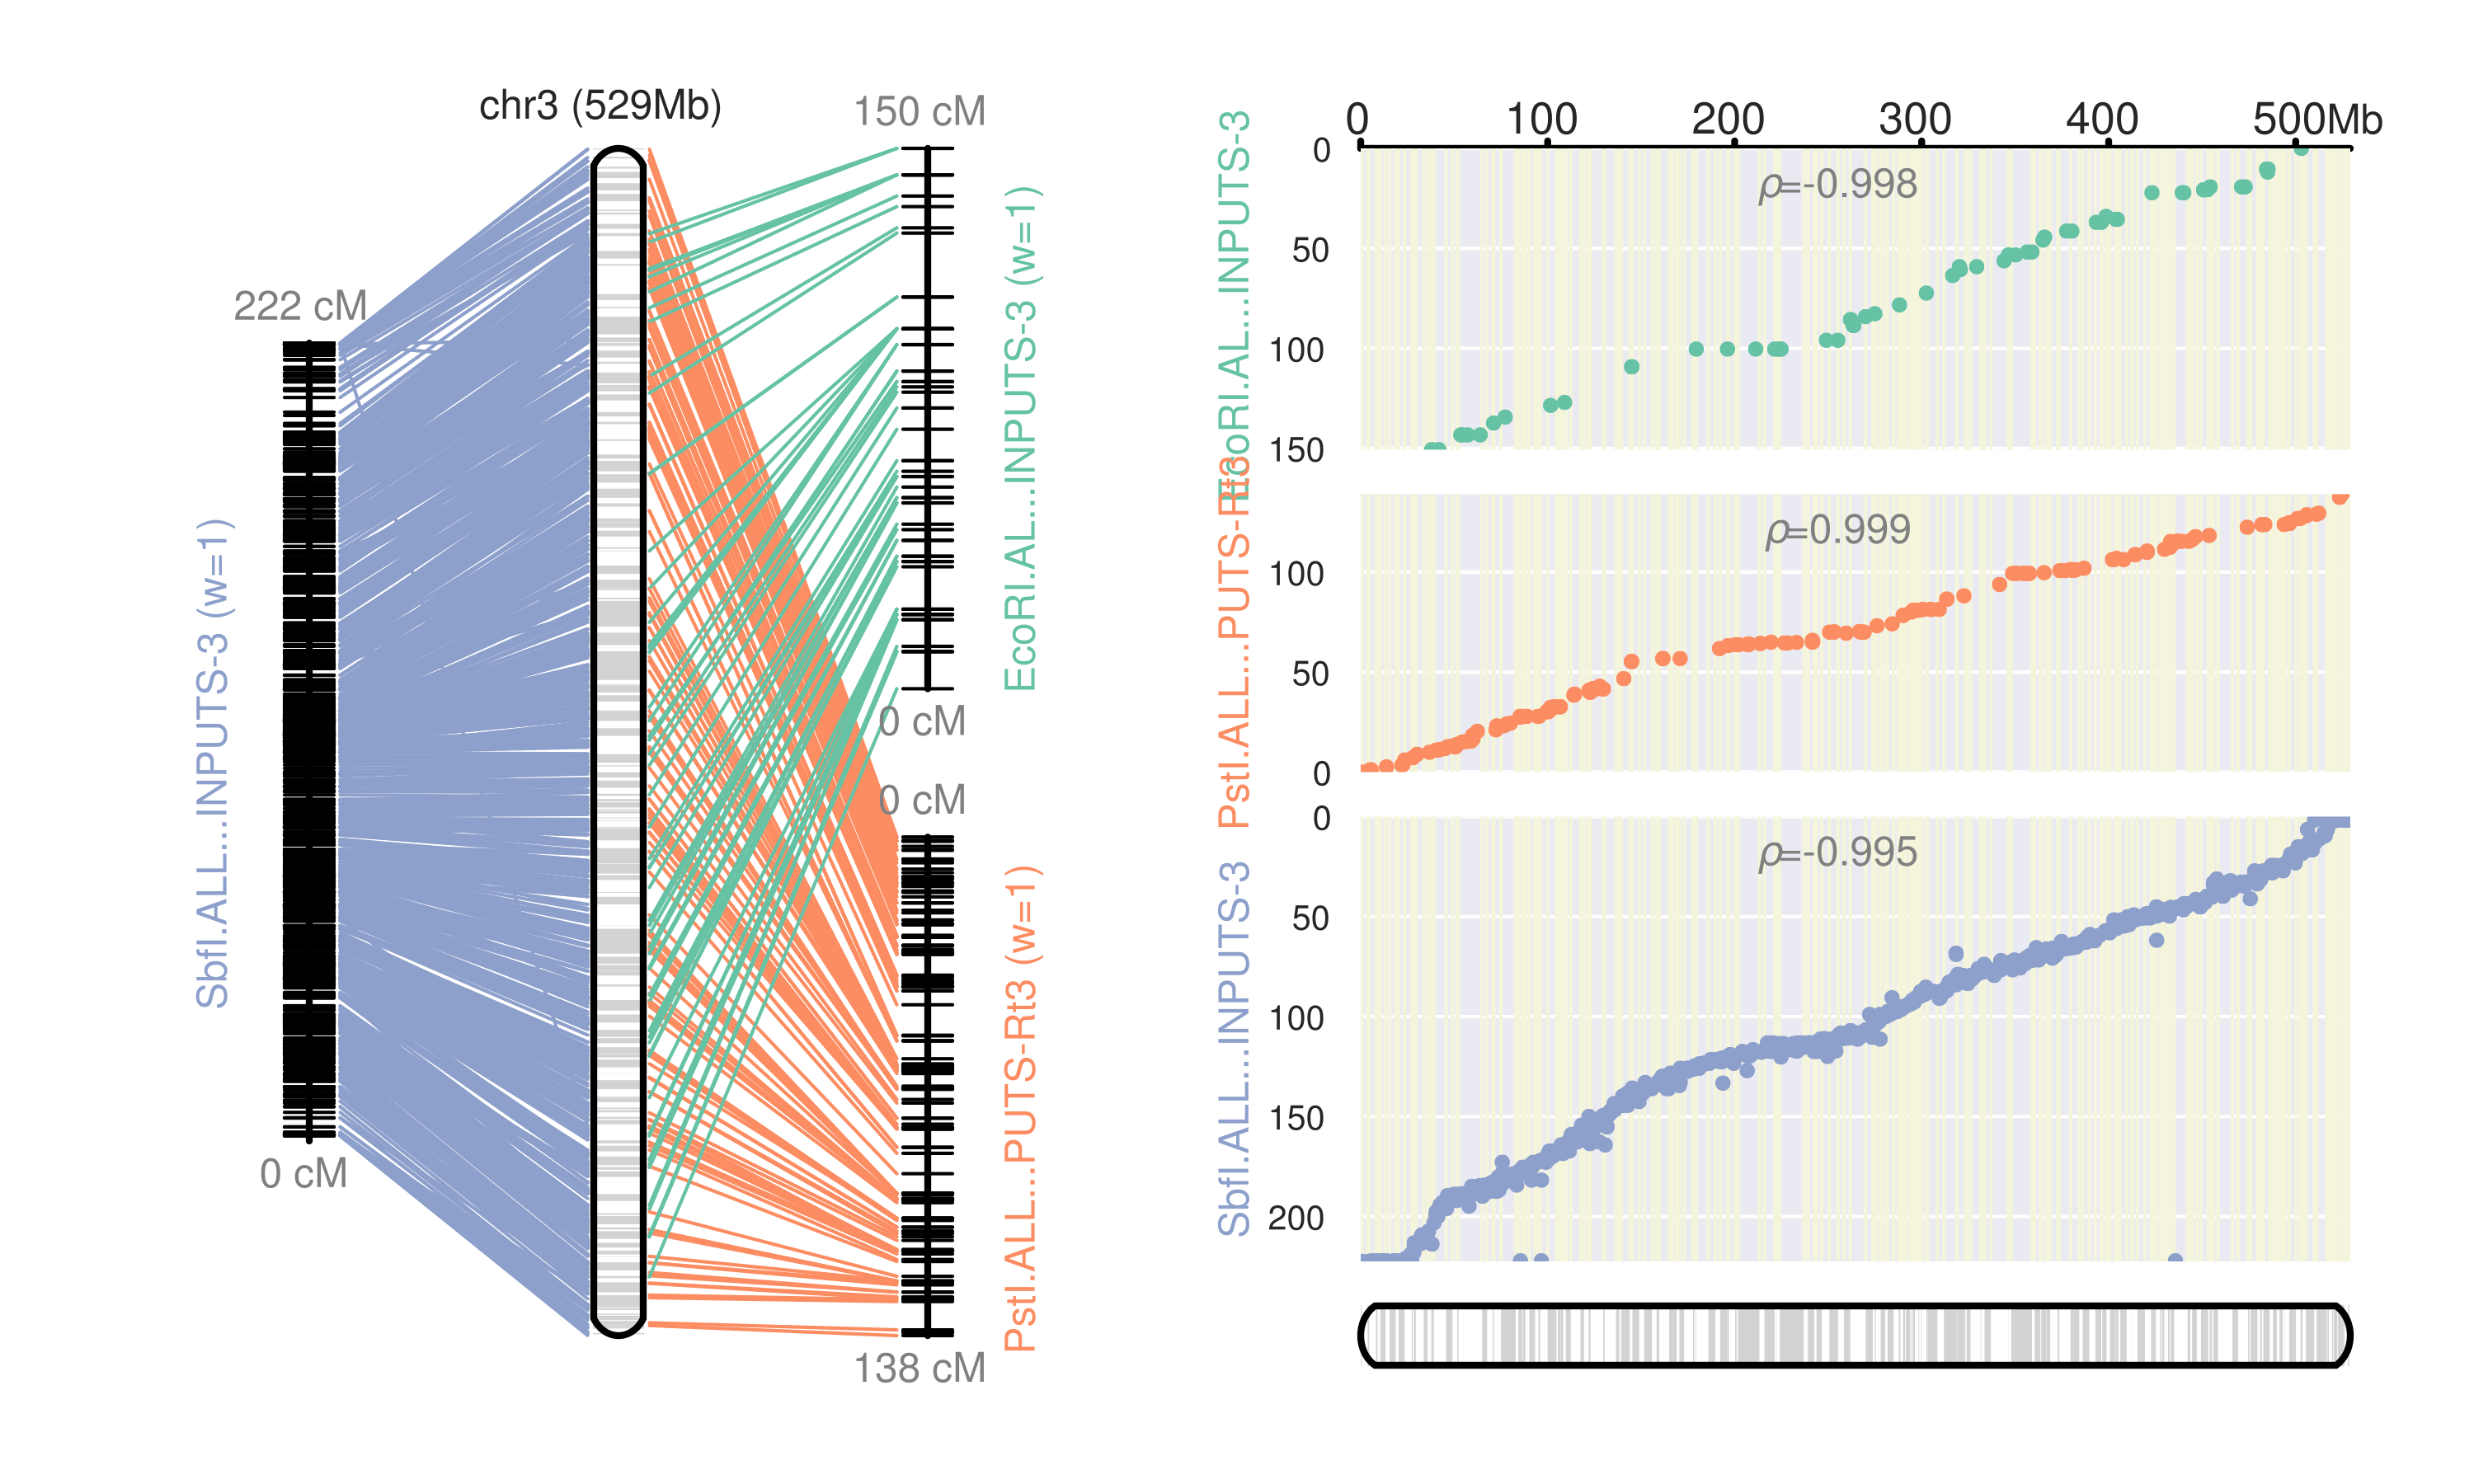 chr3 (529Mb)
150 cM
222 cM
SbfI.ALL...INPUTS-3 (w=1)
0 cM
EcoRI.AL...INPUTS-3 (w=1)
0 cM
0 cM
PstI.ALL...PUTS-Rt3 (w=1)
138 cM
0 100 200 300 400 500Mb
EcoRI.AL...INPUTS-3
0
50
100
150
ρ=-0.998
PstI.ALL...PUTS-Rt3
100
50
0
ρ=0.999
SbfI.ALL...INPUTS-3
0
50
100
150
200
ρ=-0.995